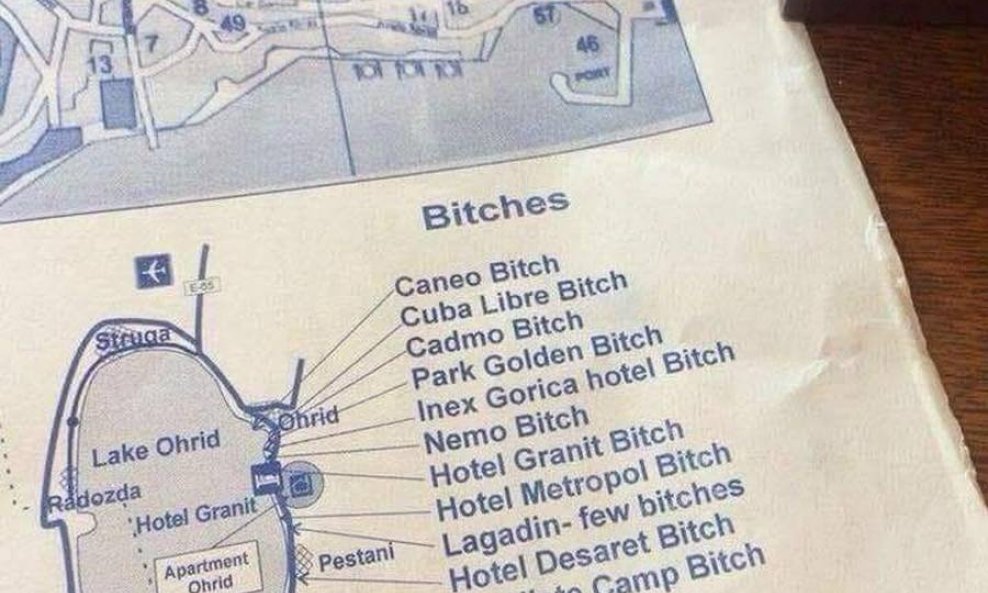 8
49
16
57
7
46
13
PORT
Bitches
Caneo Bitch
E-65
Cuba Libre Bitch
Cadmo Bitch
Struga
Park Golden Bitch
Inex Gorica hotel Bitch
Ohrid
Nemo Bitch
Lake Ohrid
Hotel Granit Bitch
Radozda
Hotel Metropol Bitch
Hotel Granit
Lagadin- few bitches
Pestani
Hotel Desaret Bitch
Apartment
Ohrid
Camp Bitch